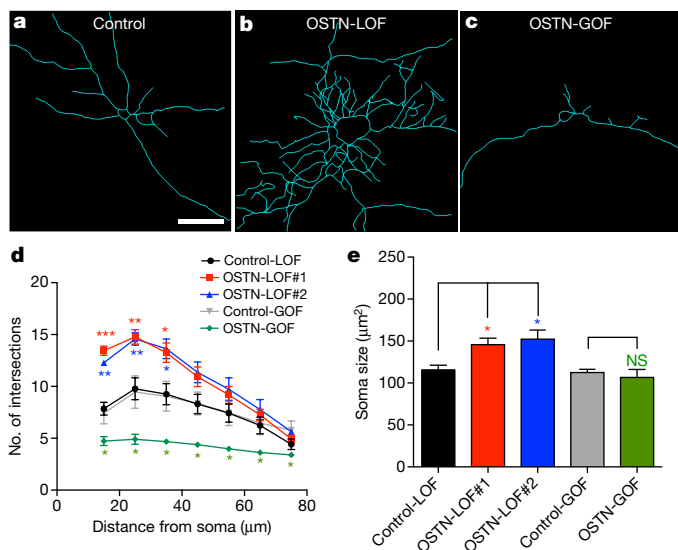 a Control
b OSTN-LOF
c OSTN-GOF
d
Control-LOF
OSTN-LOF#1
OSTN-LOF#2
Control-GOF
OSTN-GOF
No. of intersections
20
15
10
5
0
*** ** *
** ** *
* * * * * * *
0 20 40 60 80
Distance from soma (μm)
e
Soma size (μm²)
250
200
150
100
50
0
* * NS
Control-LOF
OSTN-LOF#1
OSTN-LOF#2
Control-GOF
OSTN-GOF